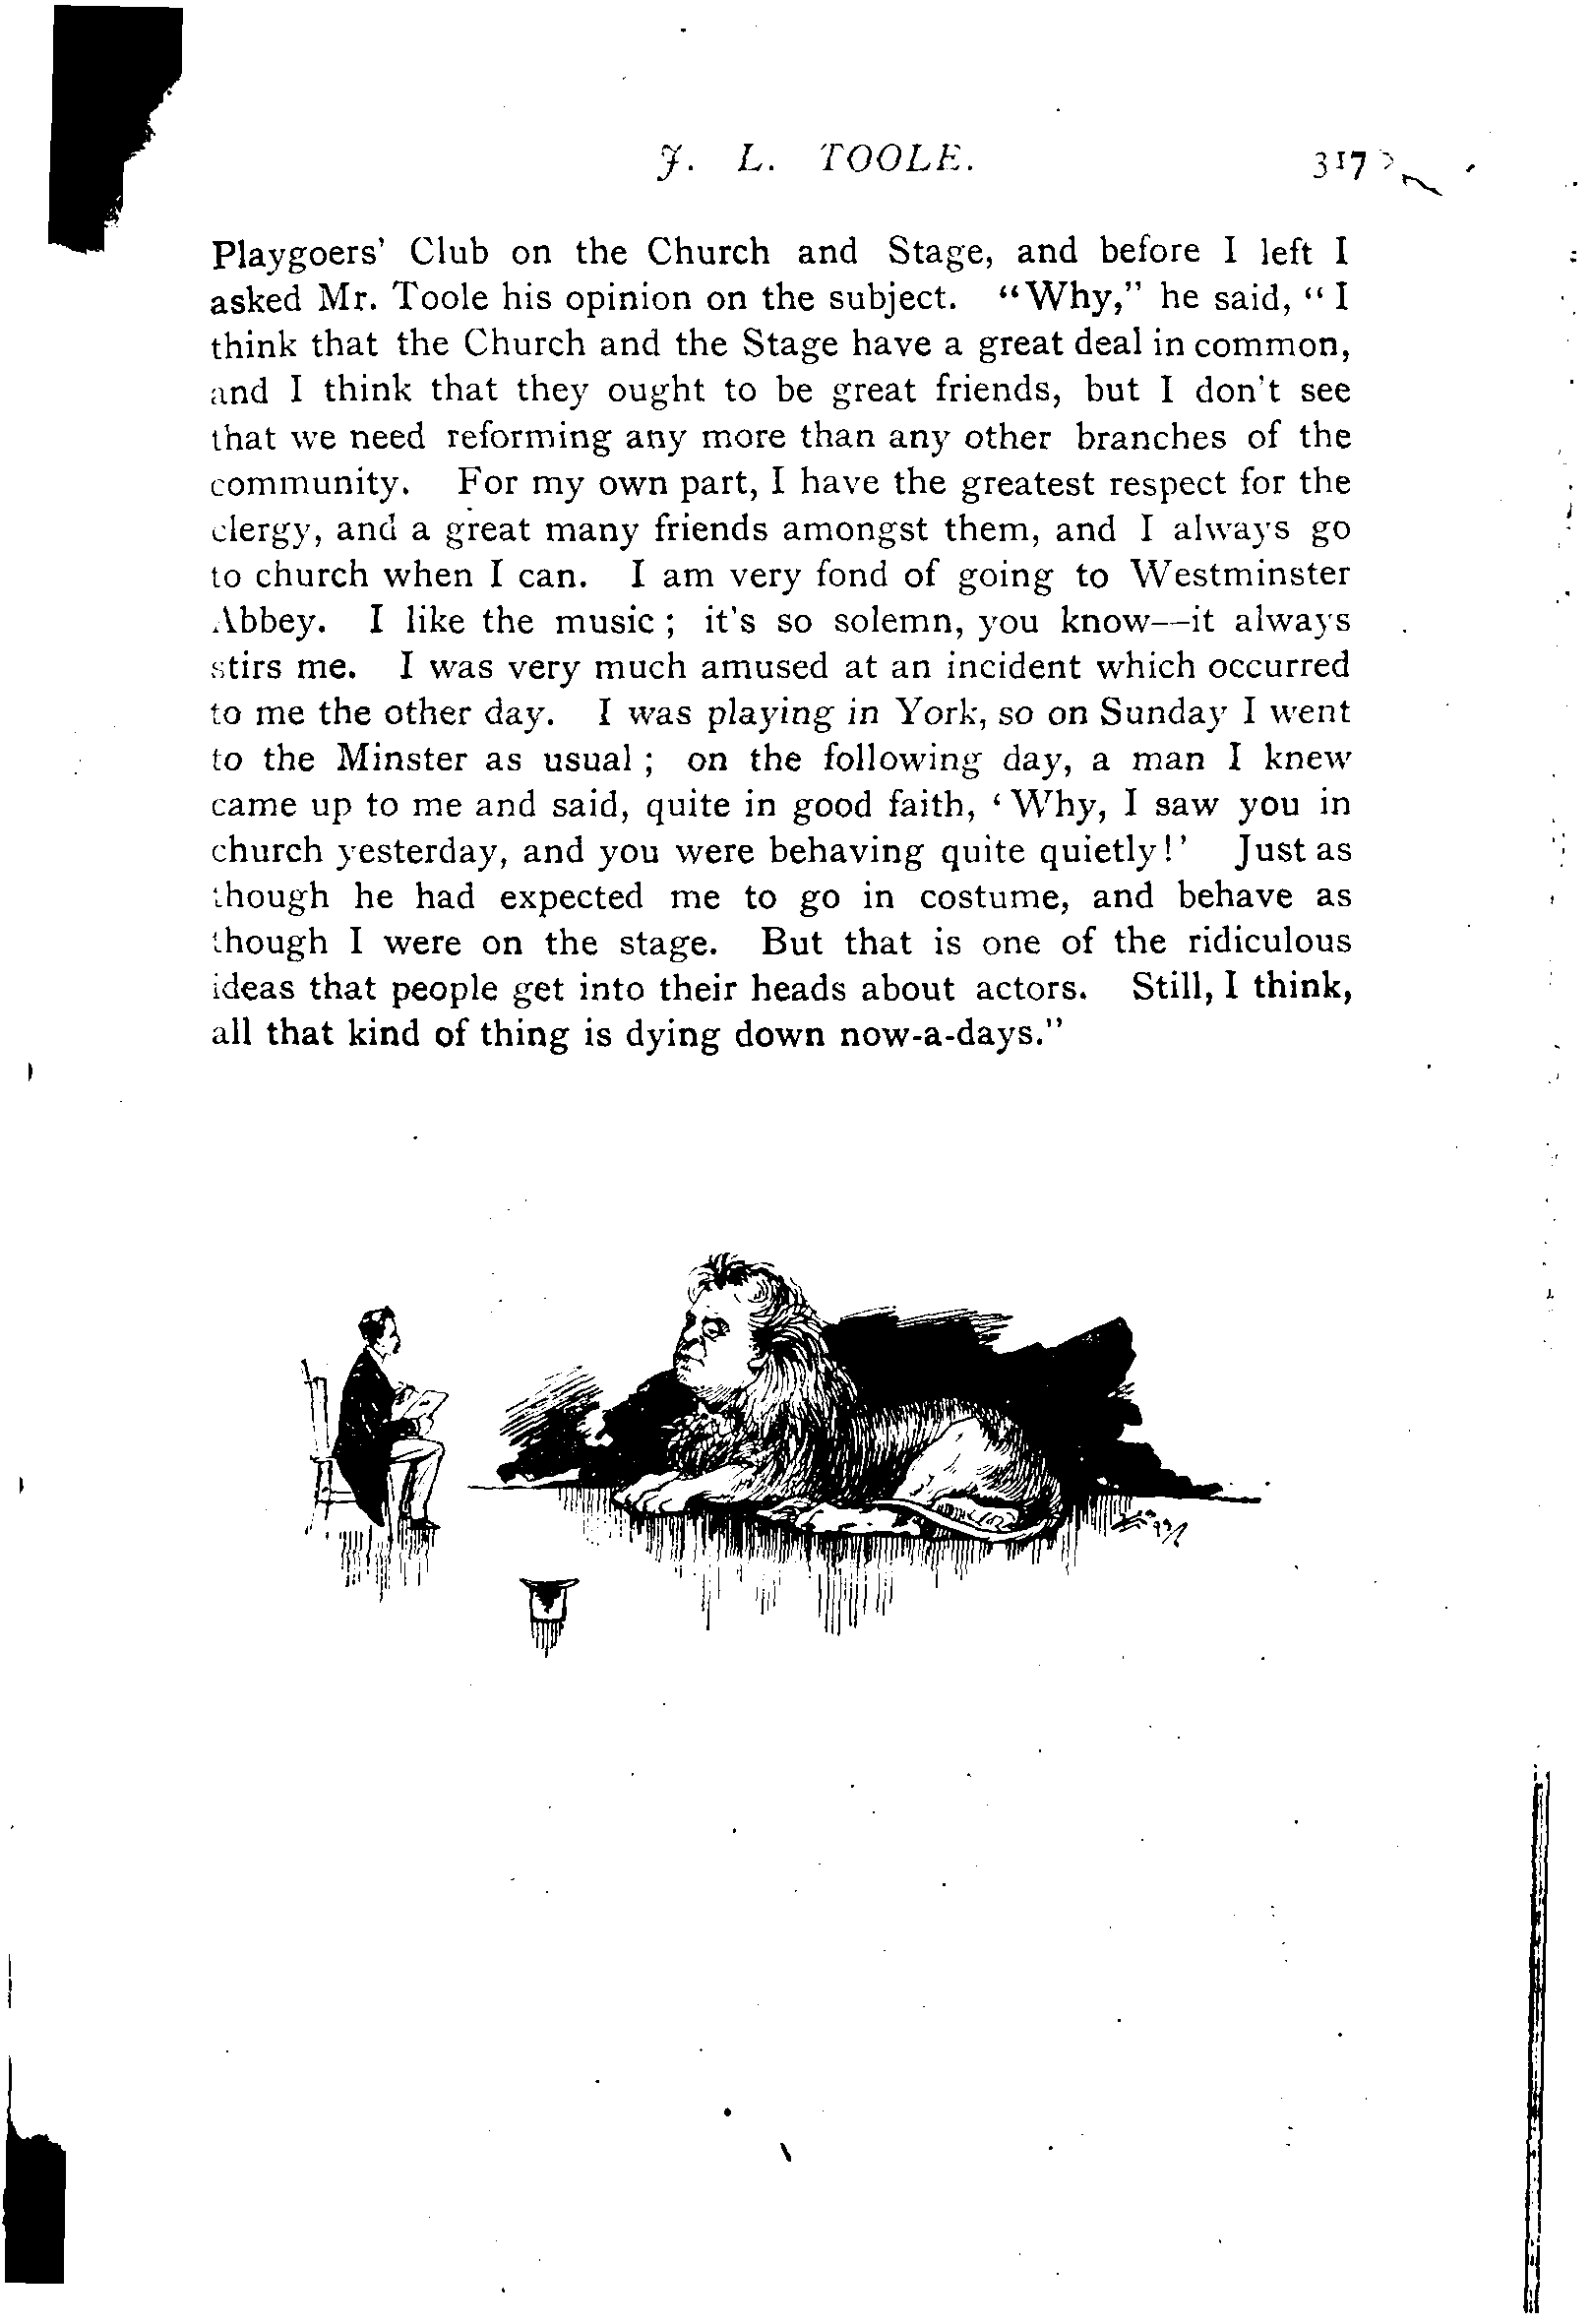 J. L. TOOLE. 317
Playgoers' Club on the Church and Stage, and before I left I
asked Mr. Toole his opinion on the subject. "Why," he said, "I
think that the Church and the Stage have a great deal in common,
and I think that they ought to be great friends, but I don't see
that we need reforming any more than any other branches of the
community. For my own part, I have the greatest respect for the
clergy, and a great many friends amongst them, and I always go
to church when I can. I am very fond of going to Westminster
Abbey. I like the music; it's so solemn, you know—it always
stirs me. I was very much amused at an incident which occurred
to me the other day. I was playing in York, so on Sunday I went
to the Minster as usual; on the following day, a man I knew
came up to me and said, quite in good faith, 'Why, I saw you in
church yesterday, and you were behaving quite quietly!' Just as
though he had expected me to go in costume, and behave as
though I were on the stage. But that is one of the ridiculous
ideas that people get into their heads about actors. Still, I think,
all that kind of thing is dying down now-a-days."